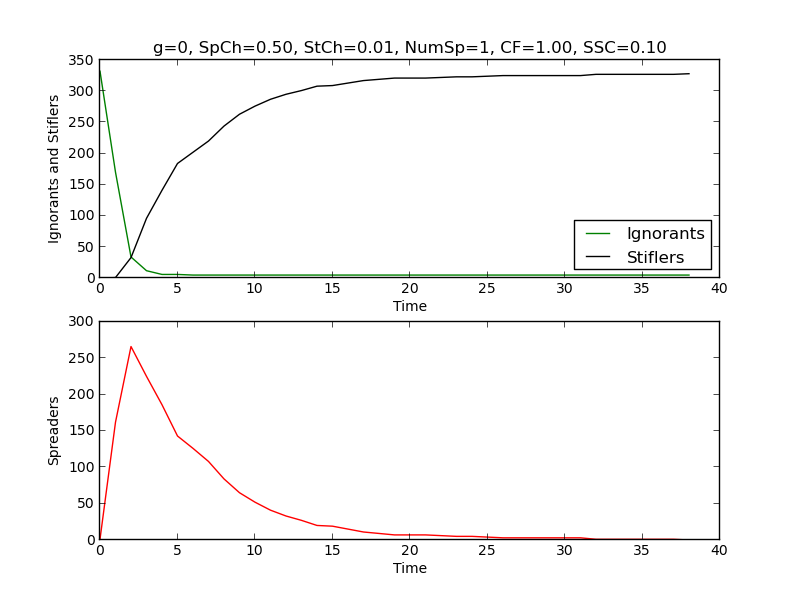 g=0, SpCh=0.50, StCh=0.01, NumSp=1, CF=1.00, SSC=0.10
350
300
250
200
150
100
50
0
Ignorants and Stiflers
Ignorants
Stiflers
0 5 10 15 20 25 30 35 40
Time
300
250
200
150
100
50
0
Spreaders
0 5 10 15 20 25 30 35 40
Time